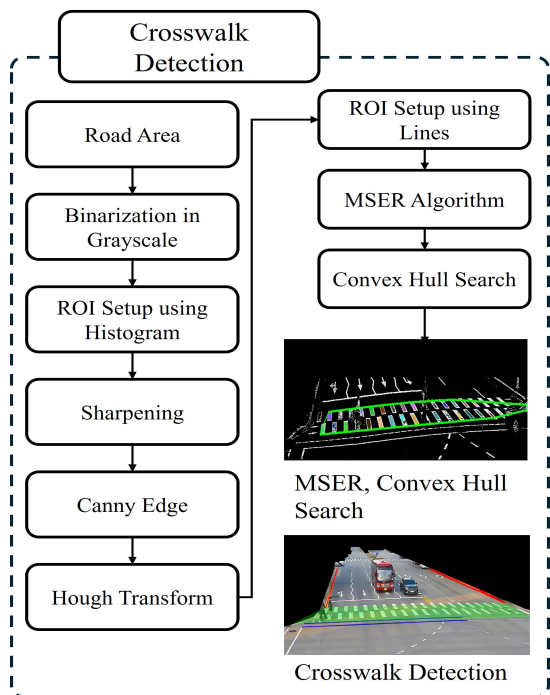 Crosswalk
Detection
Road Area
Binarization in
Grayscale
ROI Setup using
Histogram
Sharpening
Canny Edge
Hough Transform
ROI Setup using
Lines
MSER Algorithm
Convex Hull Search
MSER, Convex Hull
Search
Crosswalk Detection